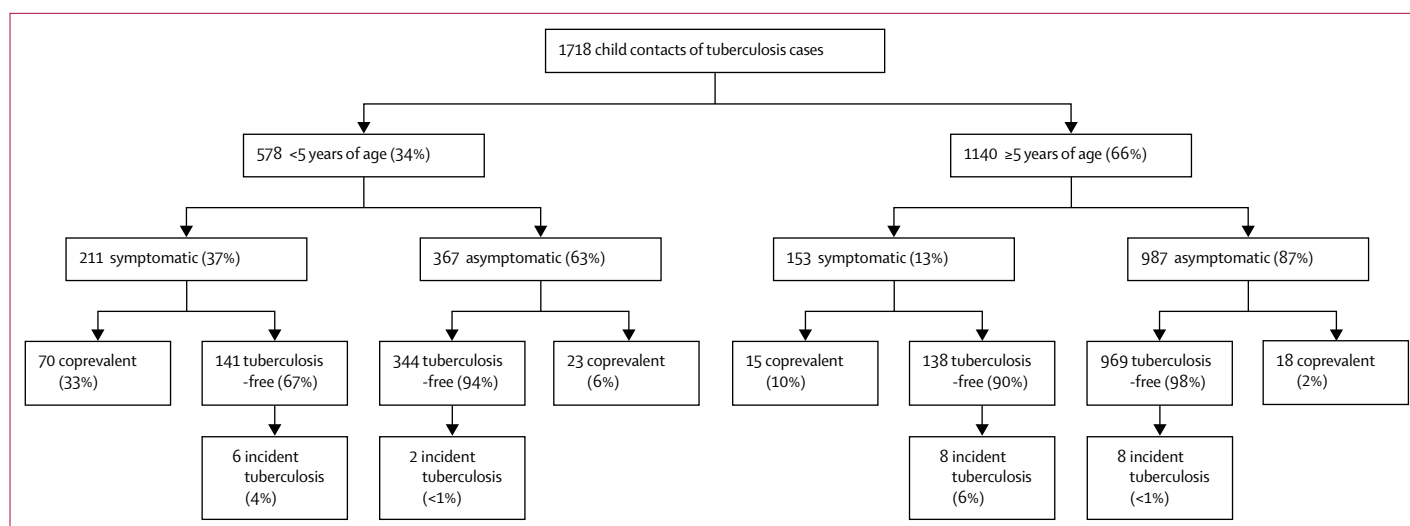 1718 child contacts of tuberculosis cases
578 <5 years of age (34%)
1140 ≥5 years of age (66%)
211 symptomatic (37%)
367 asymptomatic (63%)
153 symptomatic (13%)
987 asymptomatic (87%)
70 coprevalent
(33%)
141 tuberculosis
-free (67%)
344 tuberculosis
-free (94%)
23 coprevalent
(6%)
15 coprevalent
(10%)
138 tuberculosis
-free (90%)
969 tuberculosis
-free (98%)
18 coprevalent
(2%)
6 incident
tuberculosis
(4%)
2 incident
tuberculosis
(<1%)
8 incident
tuberculosis
(6%)
8 incident
tuberculosis
(<1%)